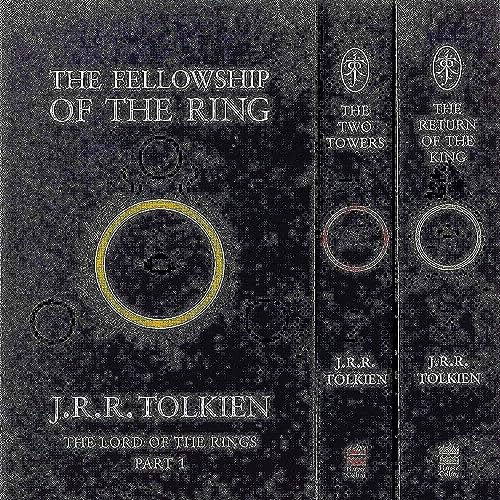 THE FELLOWSHIP
OF THE RING
J.R.R. TOLKIEN
THE LORD OF THE RINGS
PART 1
THE
TWO
TOWERS
J.R.R.
TOLKIEN
THE
RETURN
OF THE
KING
J.R.R.
TOLKIEN